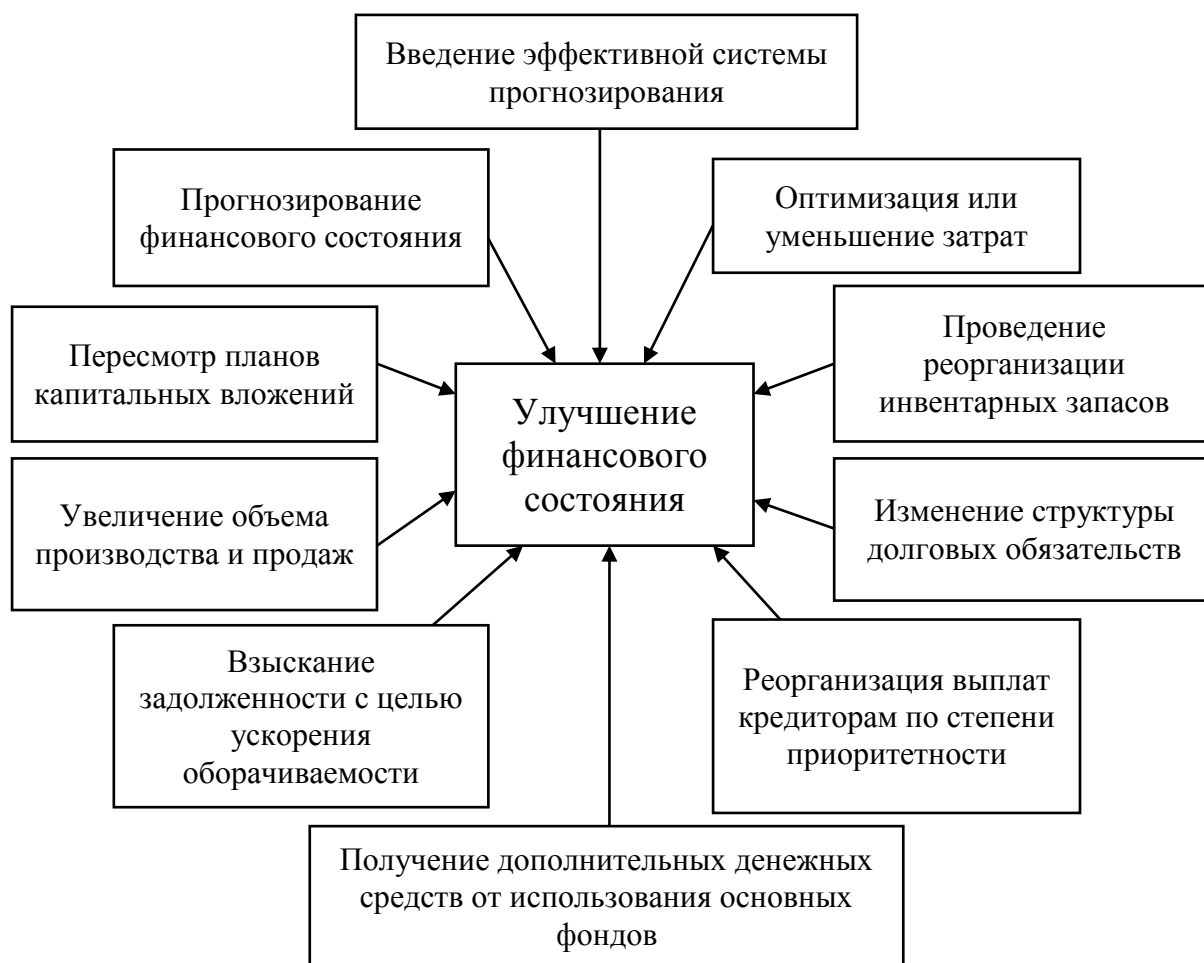 Введение эффективной системы
прогнозирования
Прогнозирование
финансового состояния
Оптимизация или
уменьшение затрат
Пересмотр планов
капитальных вложений
Проведение
реорганизации
инвентарных запасов
Улучшение
финансового
состояния
Увеличение объема
производства и продаж
Изменение структуры
долговых обязательств
Взыскание
задолженности с целью
ускорения
оборачиваемости
Реорганизация выплат
кредиторам по степени
приоритетности
Получение дополнительных денежных
средств от использования основных
фондов